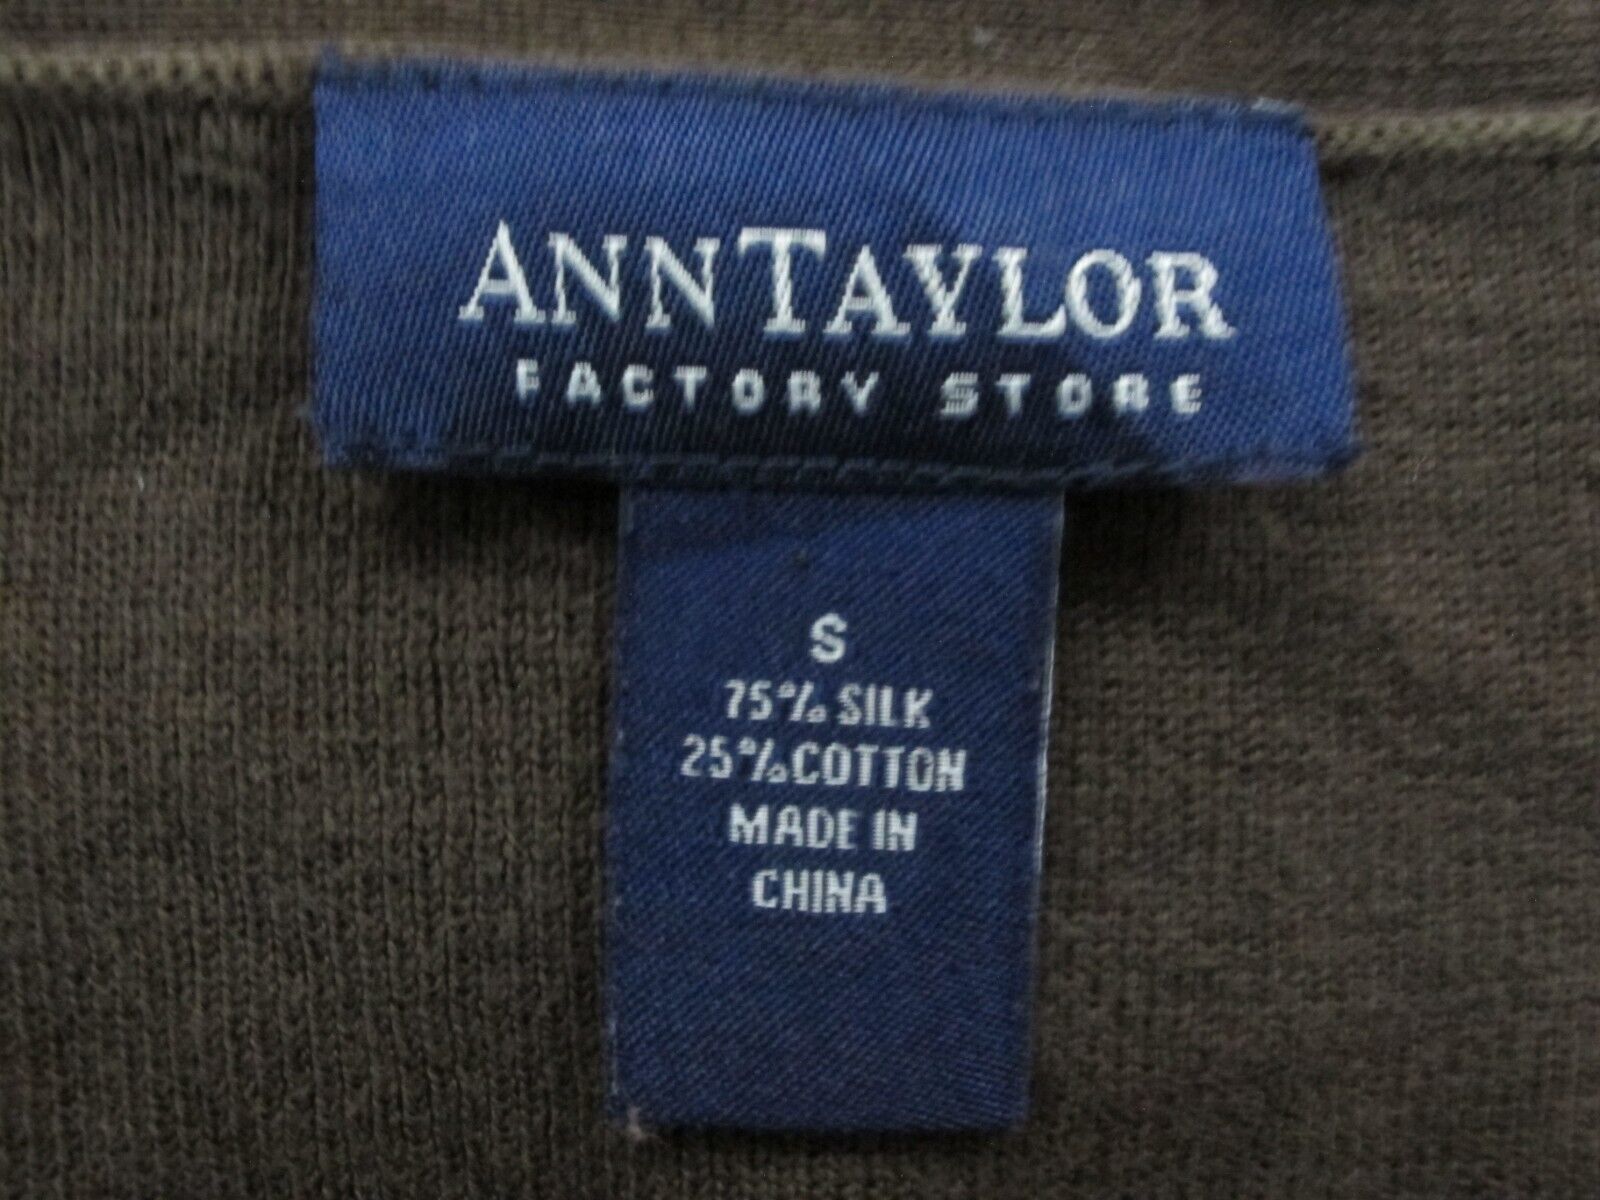 ANNTAYLOR
FACTORY STORE
S
75% SILK
25% COTTON
MADE IN
CHINA